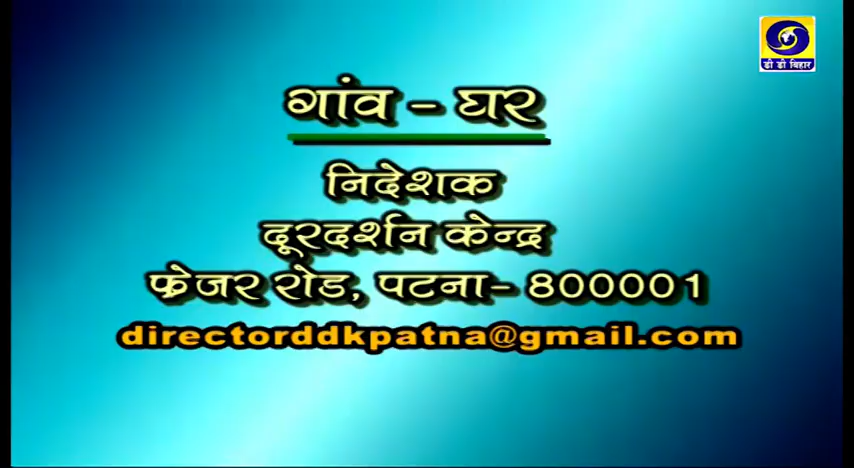 डी डी बिहार
गांव - घर
निदेशक
दूरदर्शन केन्द्र
फ्रेजर रोड, पटना- 800001
directorddkpatna@gmail.com